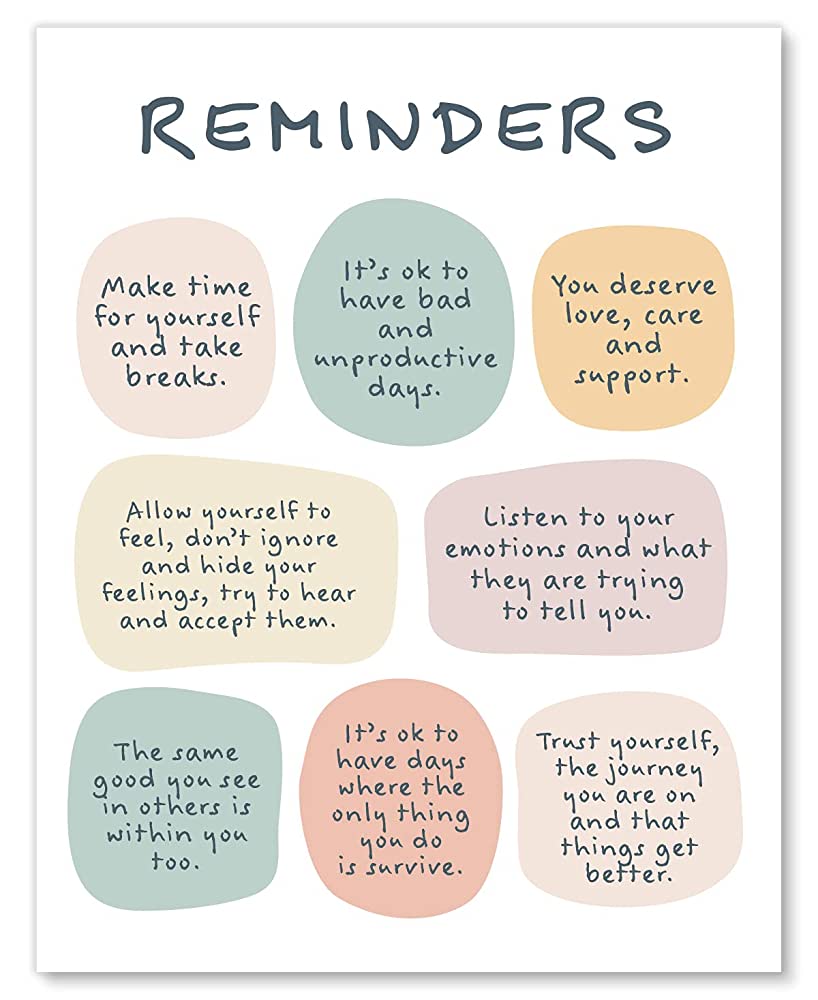 REMINDERS
Make time
for yourself
and take
breaks.
It's ok to
have bad
and
unproductive
days.
You deserve
love, care
and
support.
Allow yourself to
feel, don't ignore
and hide your
feelings, try to hear
and accept them.
Listen to your
emotions and what
they are trying
to tell you.
The same
good you see
in others is
within you
too.
It's ok to
have days
where the
only thing
you do
is survive.
Trust yourself,
the journey
you are on
and that
things get
better.